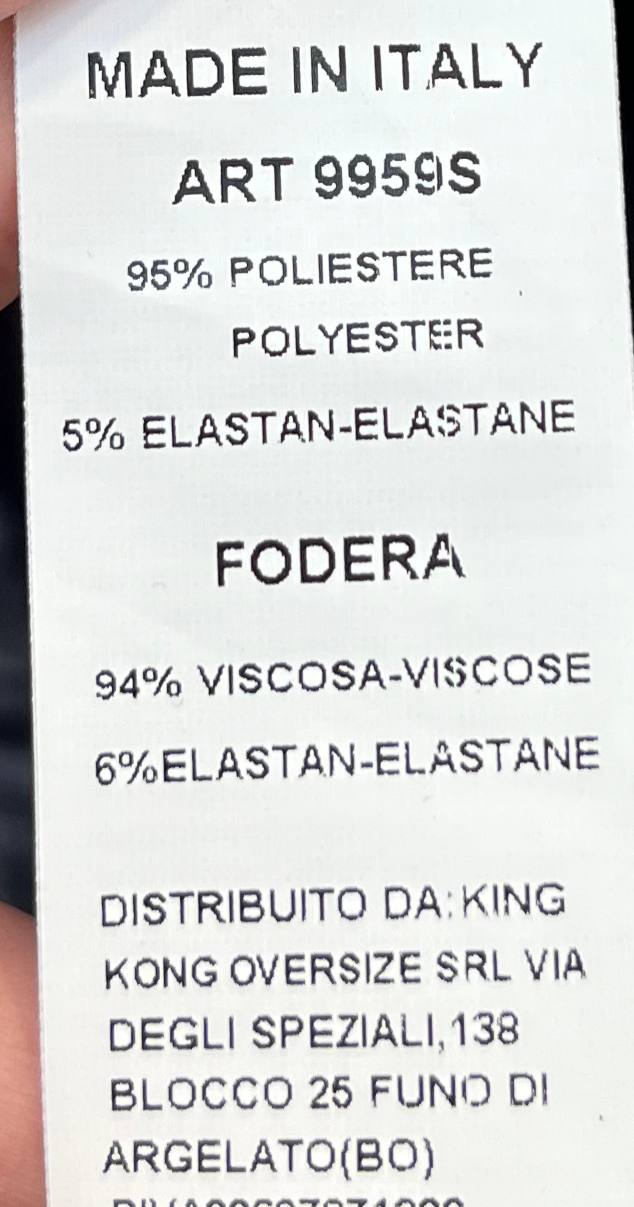 MADE IN ITALY
ART 9959S
95% POLIESTERE
POLYESTER
5% ELASTAN-ELASTANE
FODERA
94% VISCOSA-VISCOSE
6%ELASTAN-ELASTANE
DISTRIBUITO DA:KING
KONG OVERSIZE SRL VIA
DEGLI SPEZIALI,138
BLOCCO 25 FUNO DI
ARGELATO(BO)